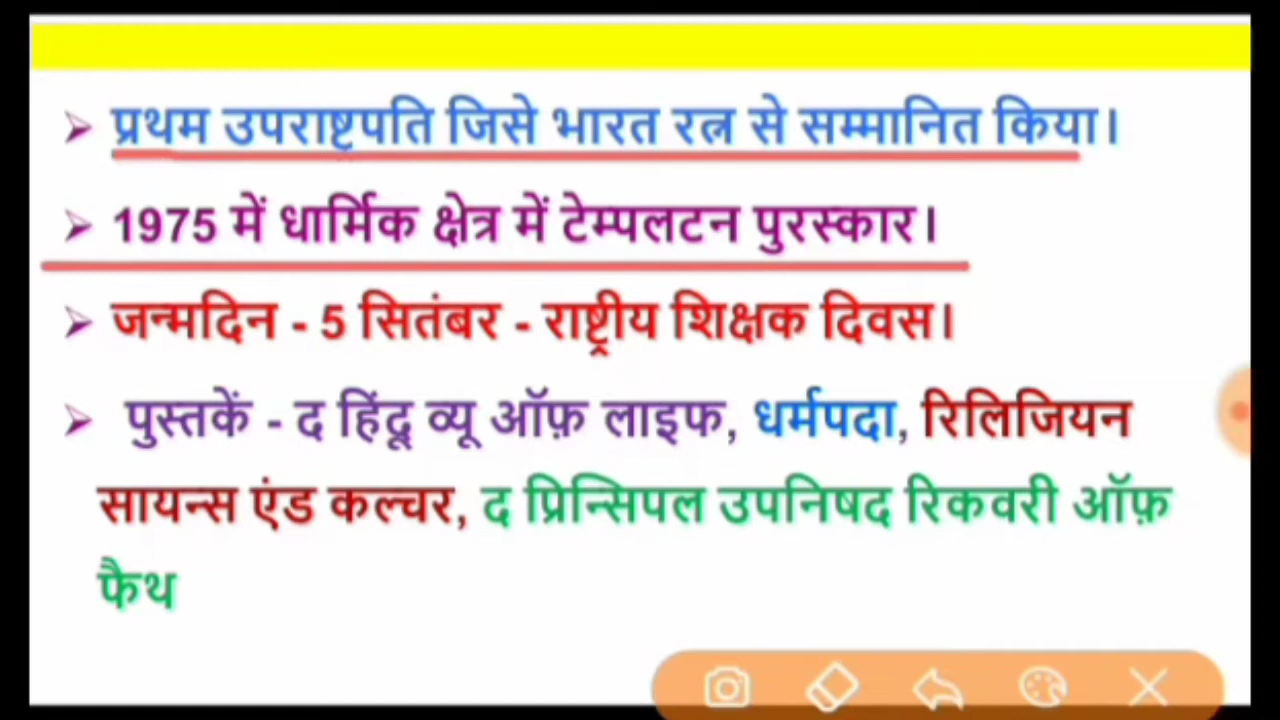 ➢ प्रथम उपराष्टपति जिसे भारत रत्न से सम्मानित किया।
➢ 1975 में धार्मिक क्षेत्र में टेम्पलटन पुरस्कार।
➢ जन्मदिन - 5 सितंबर - राष्ट्रीय शिक्षक दिवस।
➢ पुस्तकें - द हिंदू व्यू ऑफ़ लाइफ, धर्मपदा, रिलिजियन
सायन्स एंड कल्चर, द प्रिन्सिपल उपनिषद रिकवरी ऑफ़
फैथ